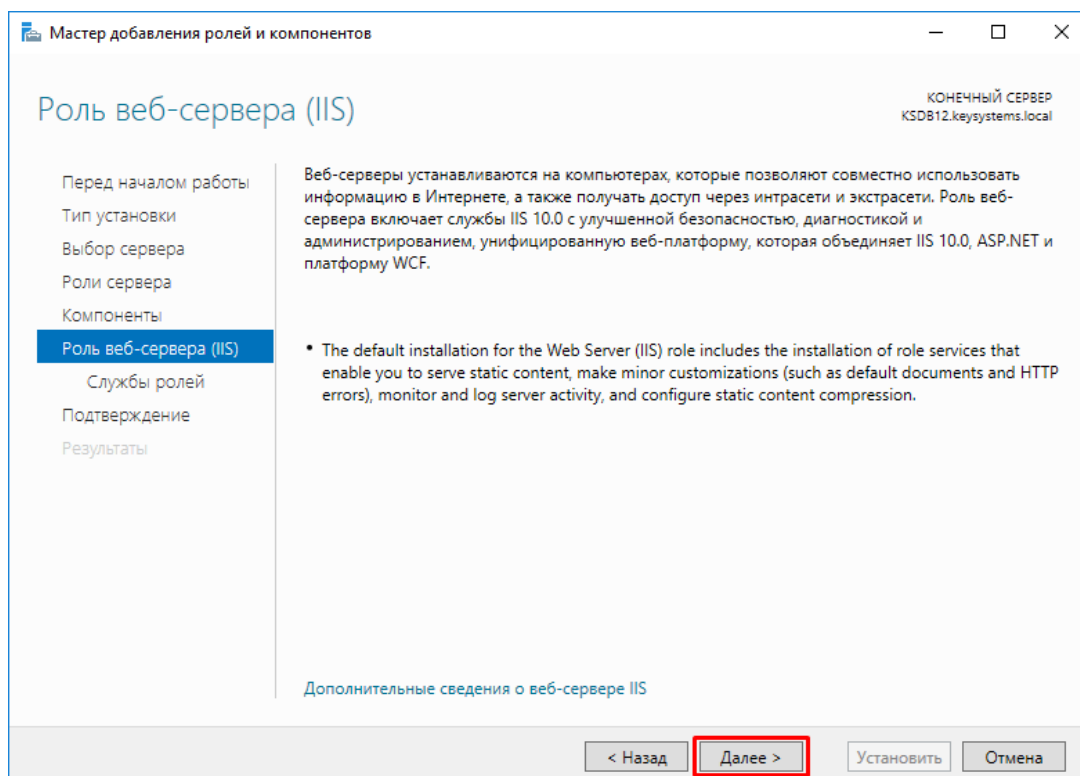 Мастер добавления ролей и компонентов
Роль веб-сервера (IIS)
КОНЕЧНЫЙ СЕРВЕР
KSDB12.keysystems.local
Перед началом работы
Тип установки
Выбор сервера
Роли сервера
Компоненты
Роль веб-сервера (IIS)
Службы ролей
Подтверждение
Результаты
Веб-серверы устанавливаются на компьютерах, которые позволяют совместно использовать
информацию в Интернете, а также получать доступ через интрасети и экстрасети. Роль веб-
сервера включает службы IIS 10.0 с улучшенной безопасностью, диагностикой и
администрированием, унифицированную веб-платформу, которая объединяет IIS 10.0, ASP.NET и
платформу WCF.
• The default installation for the Web Server (IIS) role includes the installation of role services that
enable you to serve static content, make minor customizations (such as default documents and HTTP
errors), monitor and log server activity, and configure static content compression.
Дополнительные сведения о веб-сервере IIS
< Назад
Далее >
Установить
Отмена